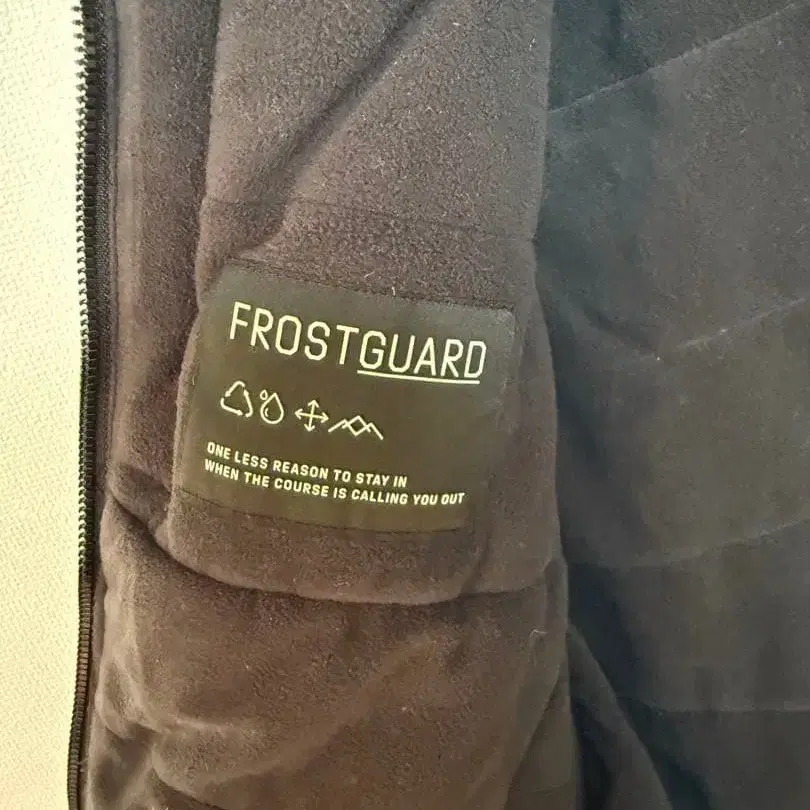 FROSTGUARD
ONE LESS REASON TO STAY IN
WHEN THE COURSE IS CALLING YOU OUT